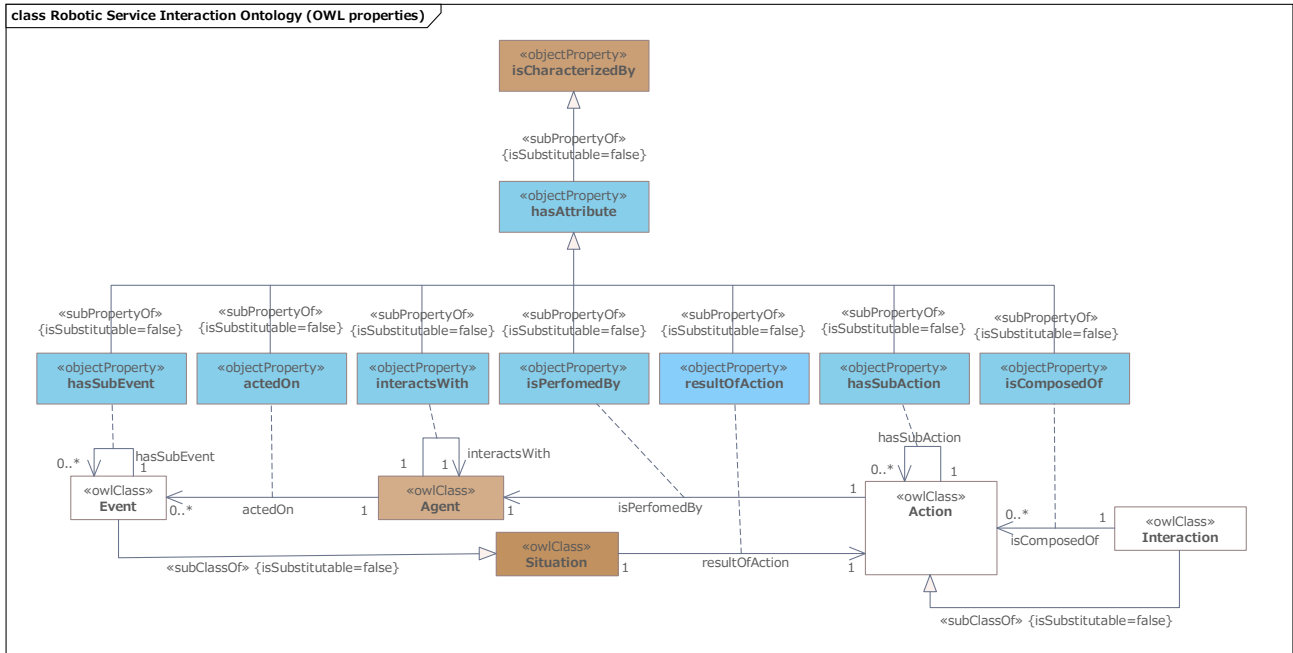 class Robotic Service Interaction Ontology (OWL properties)
«objectProperty»
isCharacterizedBy
«subPropertyOf»
{isSubstitutable=false}
«objectProperty»
hasAttribute
«subPropertyOf»
{isSubstitutable=false}
«subPropertyOf»
{isSubstitutable=false}
«subPropertyOf»
{isSubstitutable=false}
«subPropertyOf»
{isSubstitutable=false}
«subPropertyOf»
{isSubstitutable=false}
«subPropertyOf»
{isSubstitutable=false}
«subPropertyOf»
{isSubstitutable=false}
«objectProperty»
hasSubEvent
«objectProperty»
actedOn
«objectProperty»
interactsWith
«objectProperty»
isPerfomedBy
«objectProperty»
resultOfAction
«objectProperty»
hasSubAction
«objectProperty»
isComposedOf
hasSubEvent
0..*
1
1
1
interactsWith
hasSubAction
0..*
1
«owlClass»
Event
0..*
actedOn
1
«owlClass»
Agent
1
isPerfomedBy
1
«owlClass»
Action
0..*
isComposedOf
1
«owlClass»
Interaction
«subClassOf» {isSubstitutable=false}
«owlClass»
Situation
1
resultOfAction
1
«subClassOf» {isSubstitutable=false}